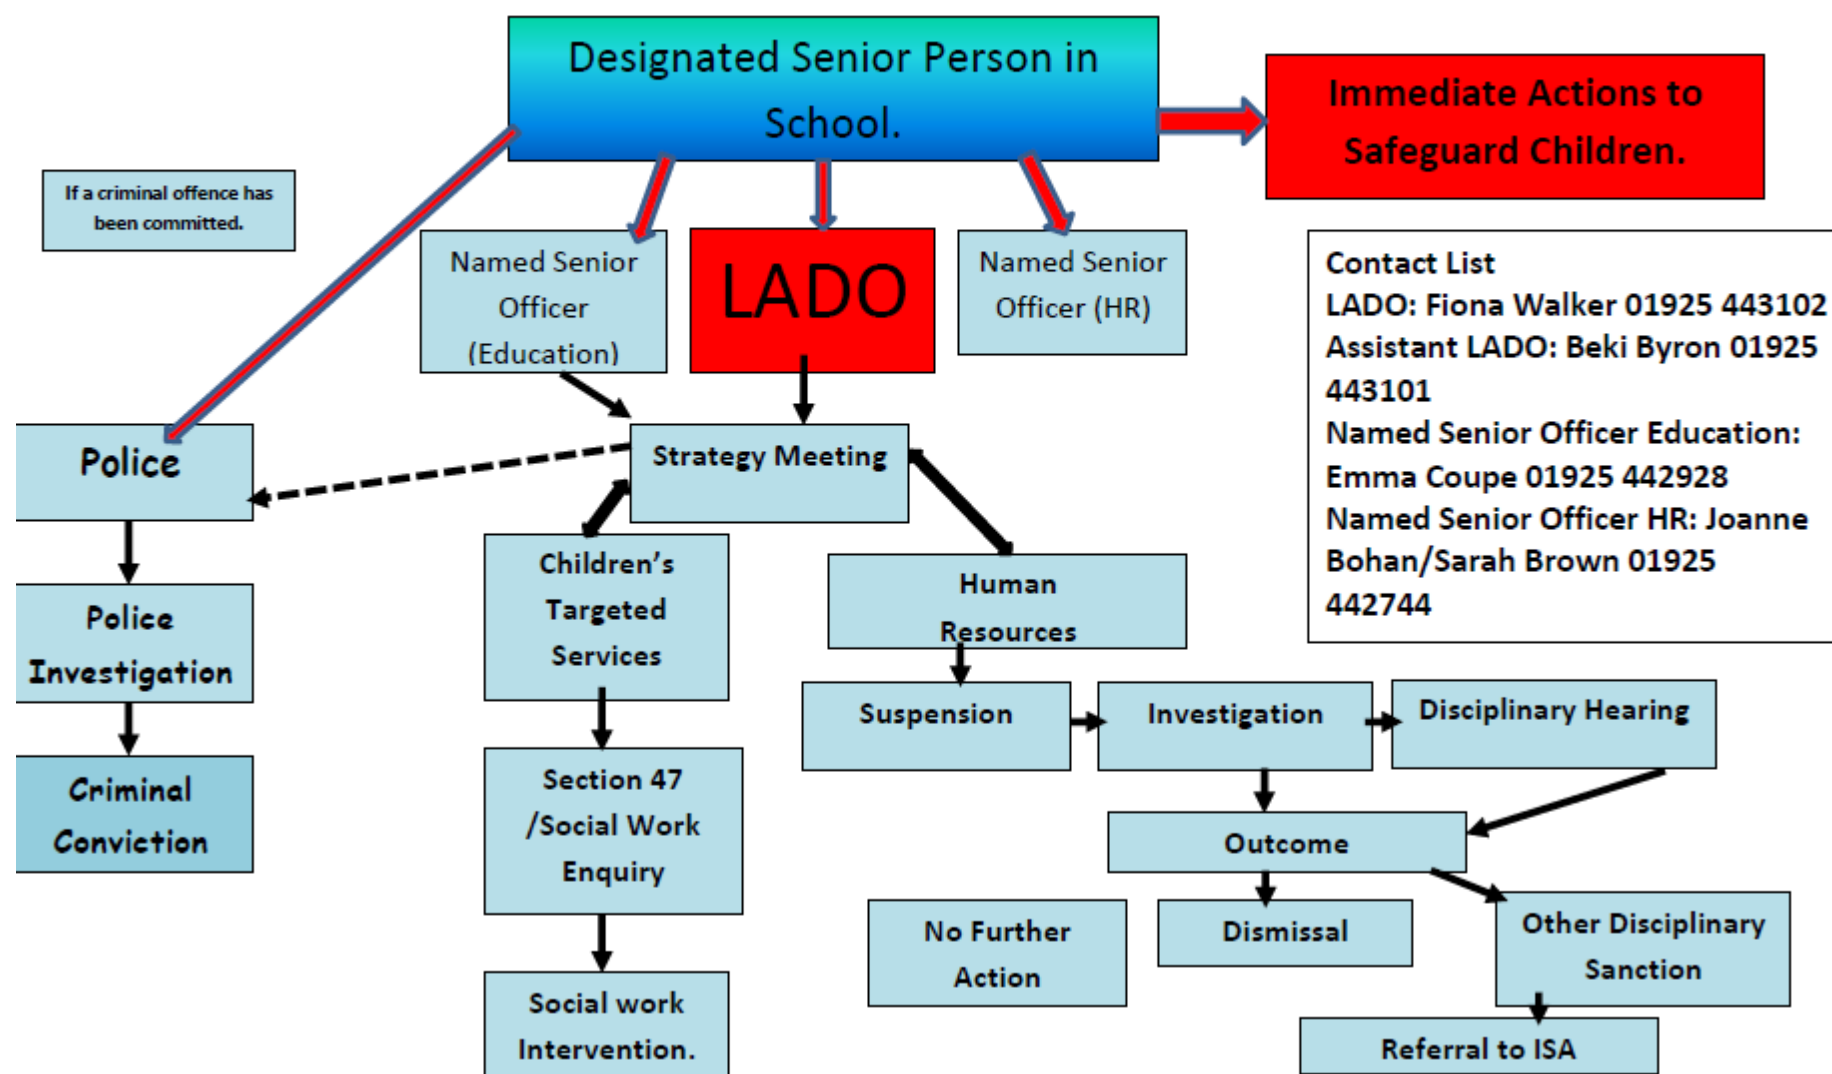 Designated Senior Person in
School.
Immediate Actions to
Safeguard Children.
If a criminal offence has
been committed.
Named Senior
Officer
(Education)
LADO
Named Senior
Officer (HR)
Contact List
LADO: Fiona Walker 01925 443102
Assistant LADO: Beki Byron 01925
443101
Named Senior Officer Education:
Emma Coupe 01925 442928
Named Senior Officer HR: Joanne
Bohan/Sarah Brown 01925
442744
Police
Strategy Meeting
Police
Investigation
Children's
Targeted
Services
Human
Resources
Suspension
Investigation
Disciplinary Hearing
Criminal
Conviction
Section 47
/Social Work
Enquiry
Outcome
No Further
Action
Dismissal
Other Disciplinary
Sanction
Social work
Intervention.
Referral to ISA